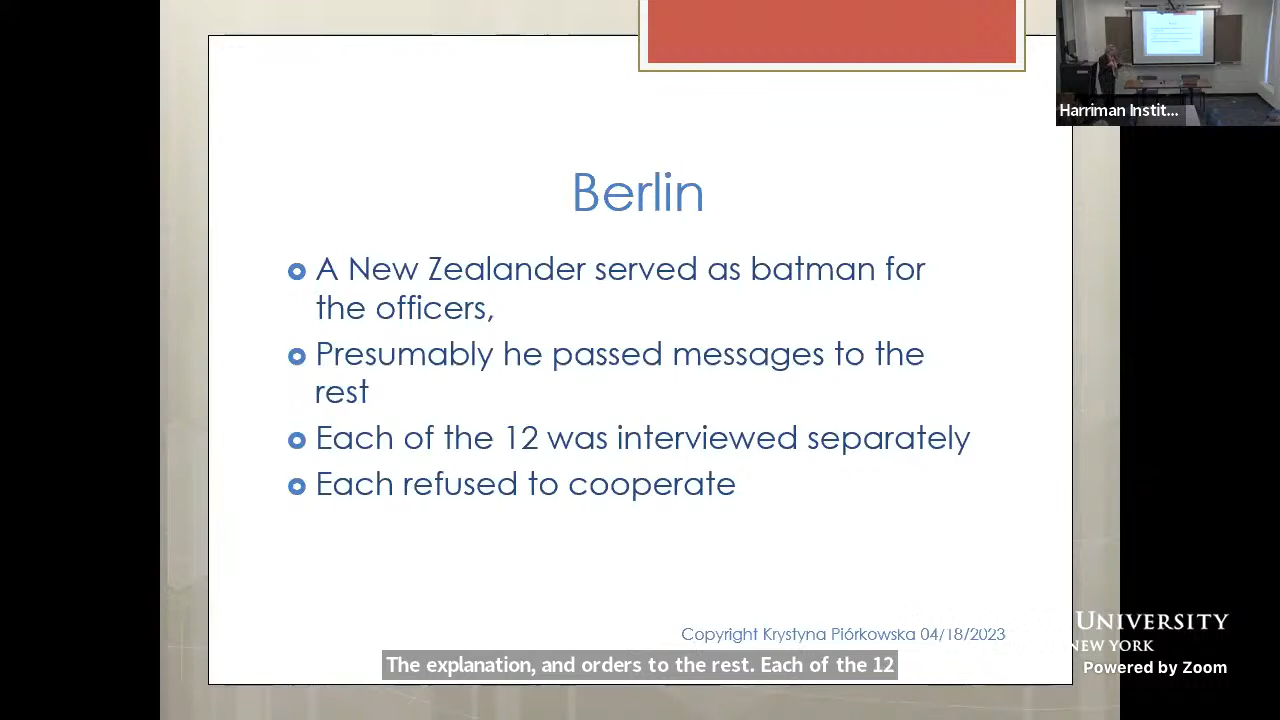 Harriman Instit...
Berlin
A New Zealander served as batman for
the officers,
Presumably he passed messages to the
rest
Each of the 12 was interviewed separately
Each refused to cooperate
Copyright Krystyna Piórkowska 04/18/2023
The explanation, and orders to the rest. Each of the 12
UNIVERSITY
NEW YORK
Powered by Zoom